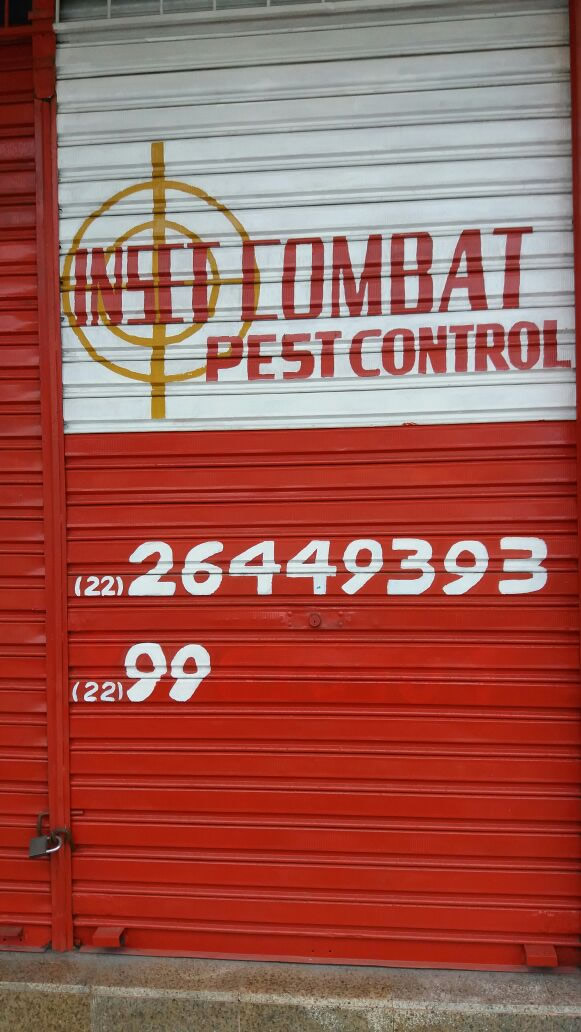 INSET COMBAT
PEST CONTROL
(22) 26449393
(22) 99